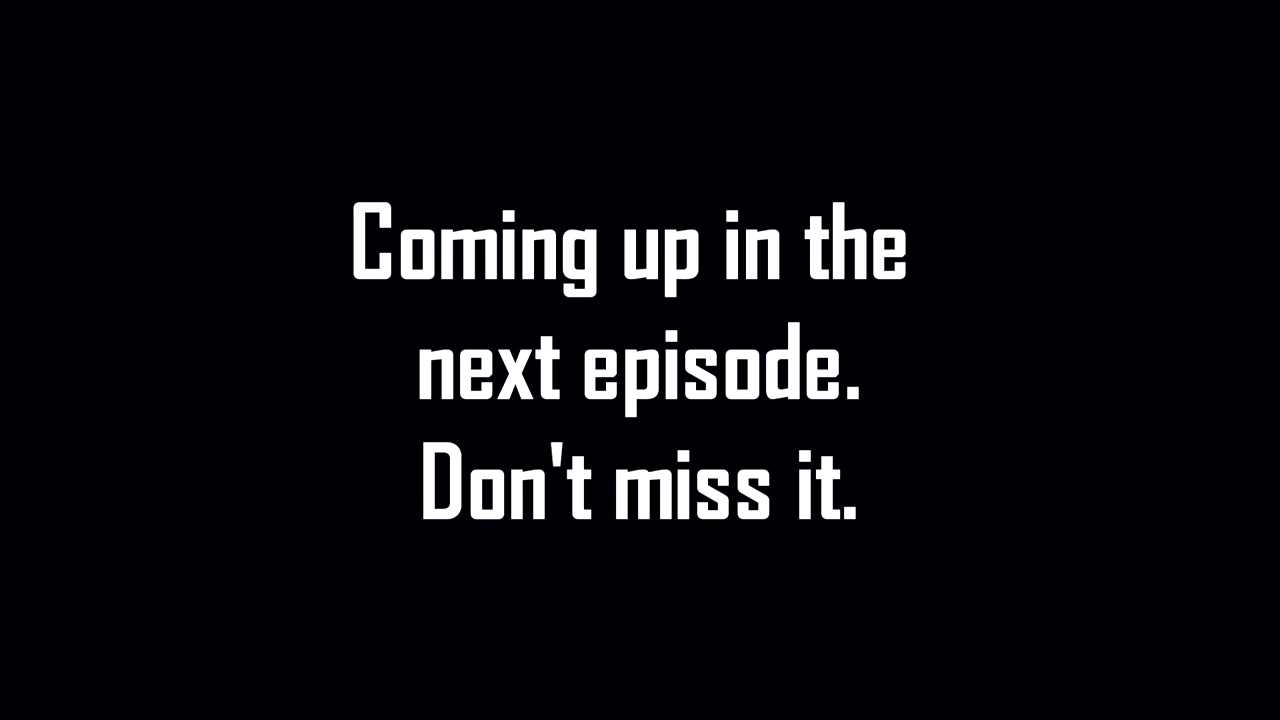 Coming up in the
next episode.
Don't miss it.